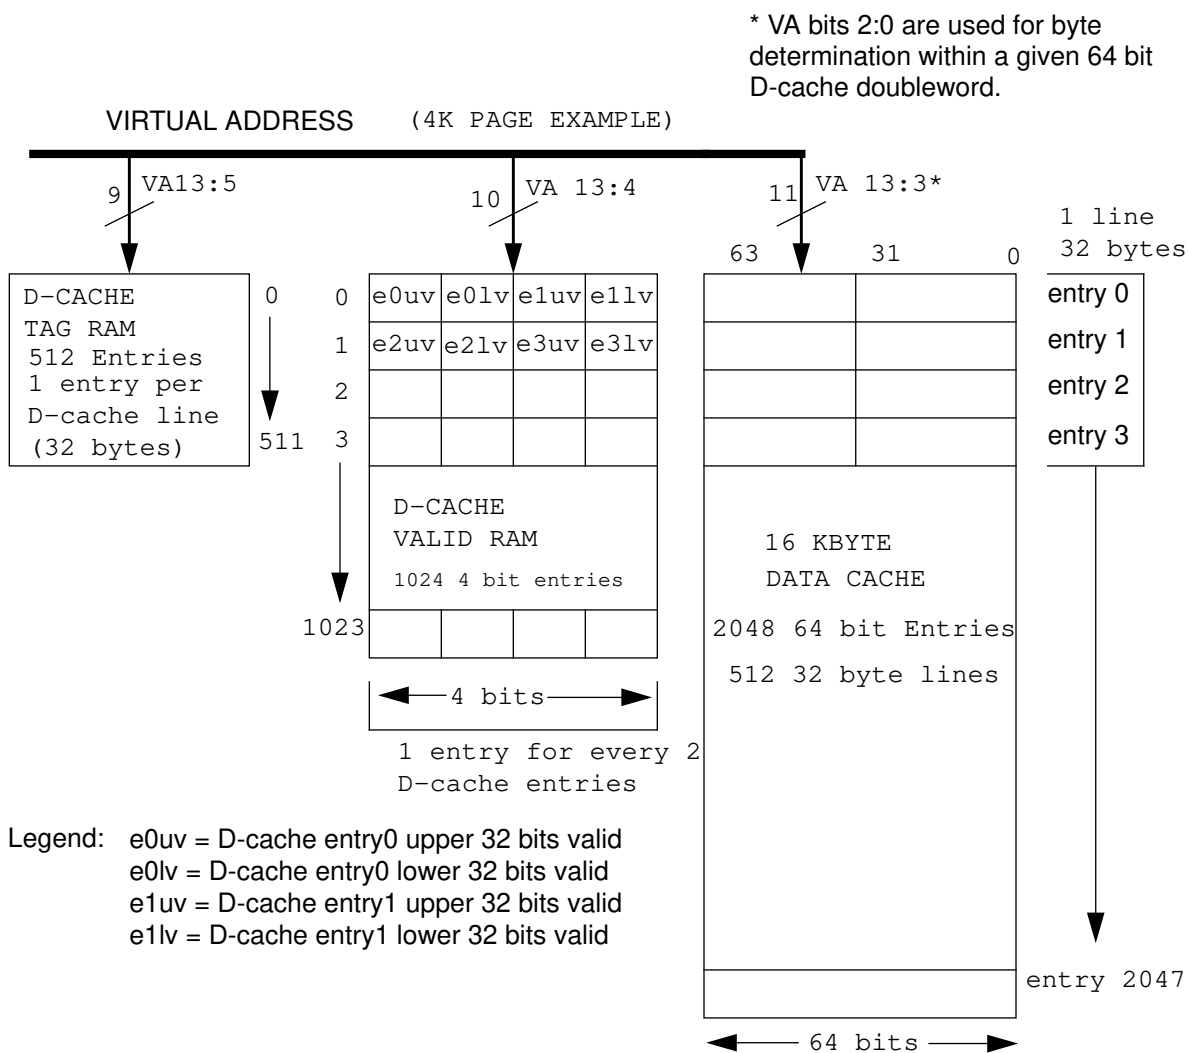 * VA bits 2:0 are used for byte
determination within a given 64 bit
D-cache doubleword.
VIRTUAL ADDRESS (4K PAGE EXAMPLE)
9 VA13:5
10 VA 13:4
11 VA 13:3*
1 line
32 bytes
63 31 0
D-CACHE
TAG RAM
512 Entries
1 entry per
D-cache line
(32 bytes)
0
511
0 e0uv e0lv e1uv e1lv
1 e2uv e2lv e3uv e3lv
2
3
D-CACHE
VALID RAM
1024 4 bit entries
1023
4 bits
1 entry for every 2
D-cache entries
entry 0
entry 1
entry 2
entry 3
16 KBYTE
DATA CACHE
2048 64 bit Entries
512 32 byte lines
entry 2047
64 bits
Legend: e0uv = D-cache entry0 upper 32 bits valid
e0lv = D-cache entry0 lower 32 bits valid
e1uv = D-cache entry1 upper 32 bits valid
e1lv = D-cache entry1 lower 32 bits valid